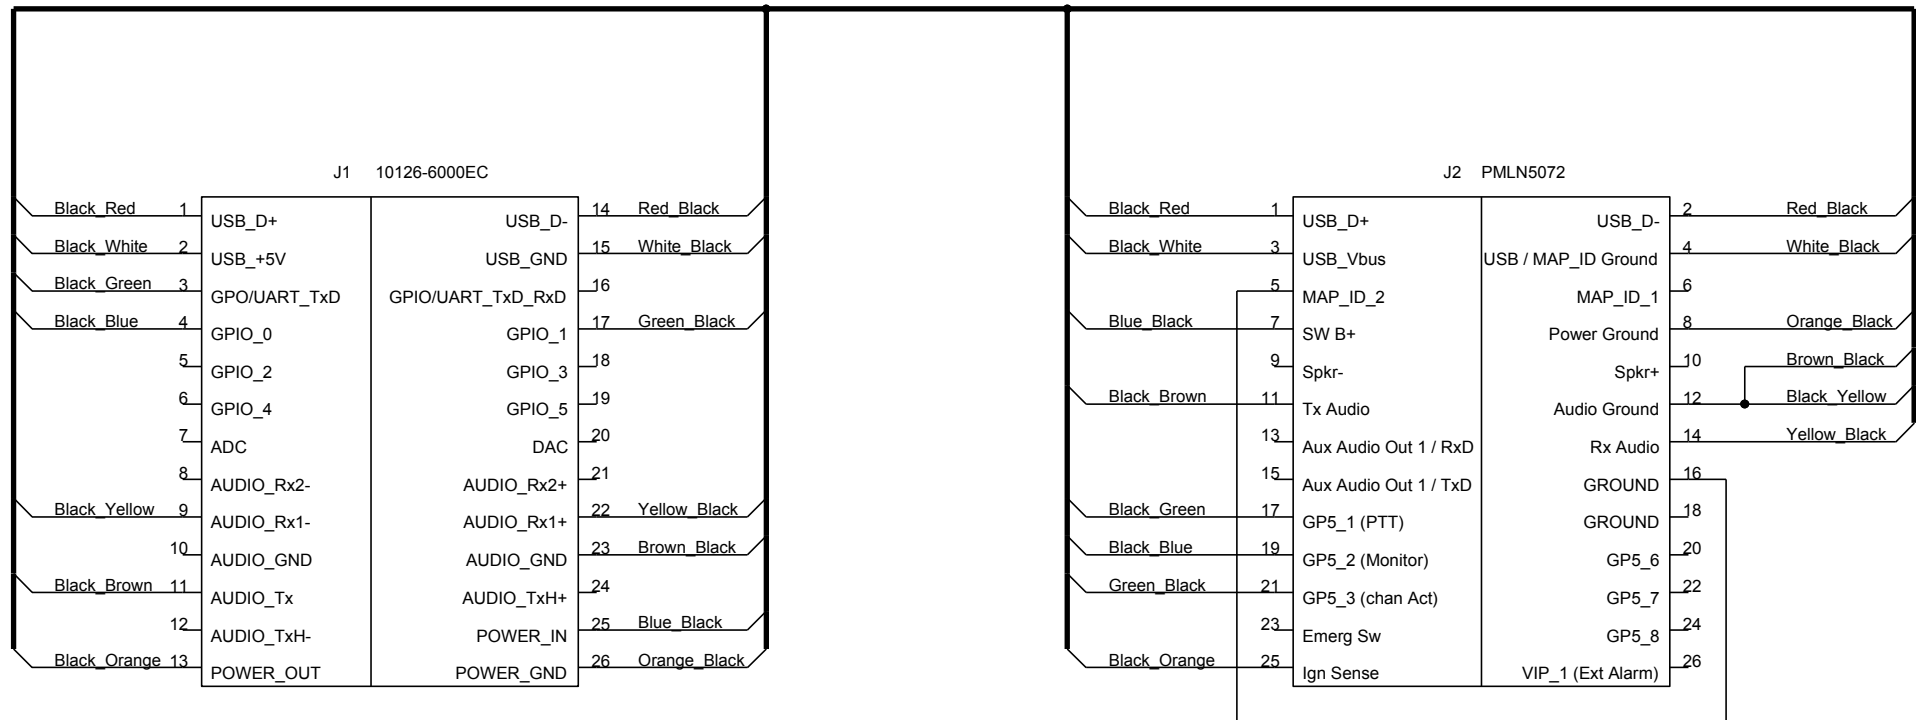 J1 10126-6000EC
Black_Red 1 USB_D+ USB_D- 14 Red_Black
Black_White 2 USB_+5V USB_GND 15 White_Black
Black_Green 3 GPO/UART_TxD GPIO/UART_TxD_RxD 16
Black_Blue 4 GPIO_0 GPIO_1 17 Green_Black
5 GPIO_2 GPIO_3 18
6 GPIO_4 GPIO_5 19
7 ADC DAC 20
8 AUDIO_Rx2- AUDIO_Rx2+ 21
Black_Yellow 9 AUDIO_Rx1- AUDIO_Rx1+ 22 Yellow_Black
10 AUDIO_GND AUDIO_GND 23 Brown_Black
Black_Brown 11 AUDIO_Tx AUDIO_TxH+ 24
12 AUDIO_TxH- POWER_IN 25 Blue_Black
Black_Orange 13 POWER_OUT POWER_GND 26 Orange_Black
J2 PMLN5072
Black_Red 1 USB_D+ USB_D- 2 Red_Black
Black_White 3 USB_Vbus USB / MAP_ID Ground 4 White_Black
5 MAP_ID_2 MAP_ID_1 6
Blue_Black 7 SW B+ Power Ground 8 Orange_Black
9 Spkr- Spkr+ 10 Brown_Black
Black_Brown 11 Tx Audio Audio Ground 12 Black_Yellow
13 Aux Audio Out 1 / RxD Rx Audio 14 Yellow_Black
15 Aux Audio Out 1 / TxD GROUND 16
Black_Green 17 GP5_1 (PTT) GROUND 18
Black_Blue 19 GP5_2 (Monitor) GP5_6 20
Green_Black 21 GP5_3 (chan Act) GP5_7 22
23 Emerg Sw GP5_8 24
Black_Orange 25 Ign Sense VIP_1 (Ext Alarm) 26